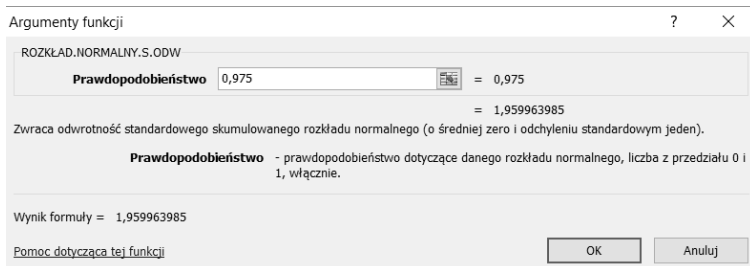 Argumenty funkcji ? ×
ROZKŁAD.NORMALNY.S.ODW
Prawdopodobieństwo 0,975 = 0,975
= 1,959963985
Zwraca odwrotność standardowego skumulowanego rozkładu normalnego (o średniej zero i odchyleniu standardowym jeden).
Prawdopodobieństwo - prawdopodobieństwo dotyczące danego rozkładu normalnego, liczba z przedziału 0 i
1, włącznie.
Wynik formuły = 1,959963985
Pomoc dotycząca tej funkcji OK Anuluj